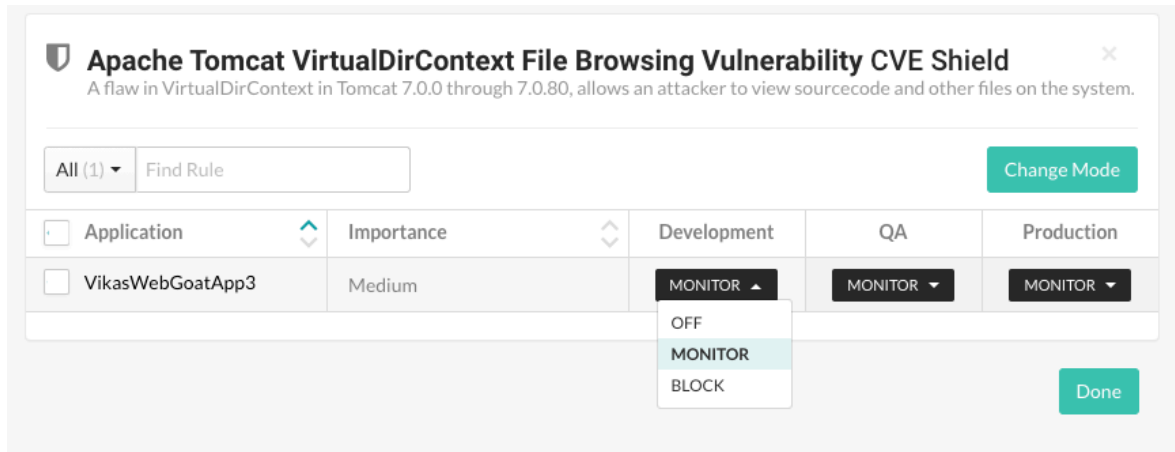 Apache Tomcat VirtualDirContext File Browsing Vulnerability CVE Shield
A flaw in VirtualDirContext in Tomcat 7.0.0 through 7.0.80, allows an attacker to view sourcecode and other files on the system.
All (1) Find Rule Change Mode
Application Importance Development QA Production
VikasWebGoatApp3 Medium MONITOR MONITOR MONITOR
OFF
MONITOR
BLOCK
Done